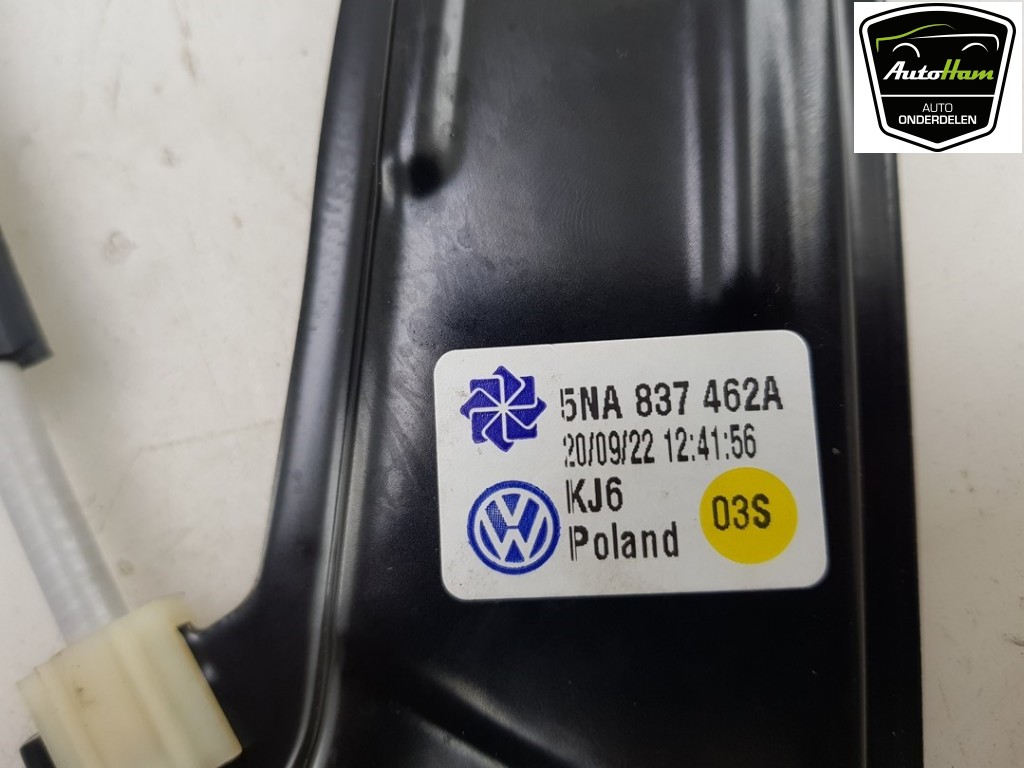 AutoHam
AUTO
ONDERDELEN
5NA 837 462A
20/09/22 12:41:56
KJ6
Poland
03S